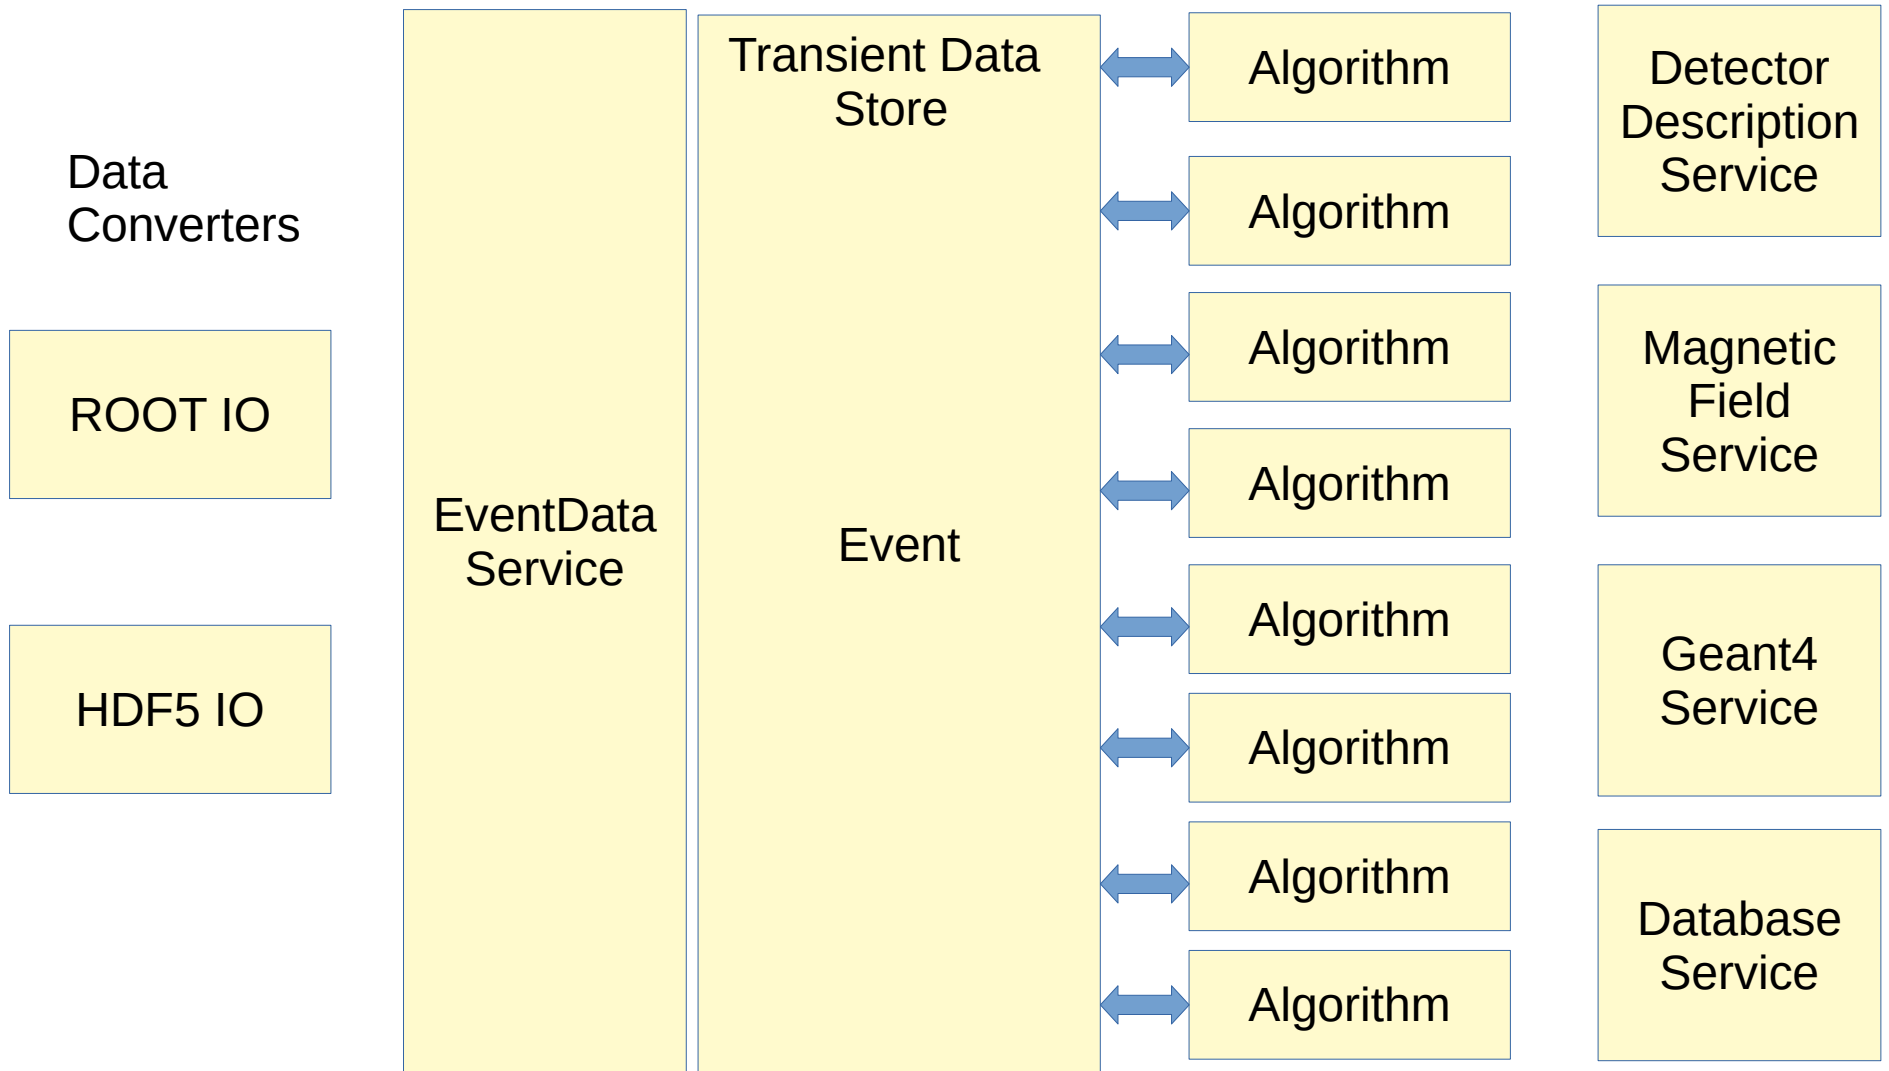 Data
Converters
ROOT IO
HDF5 IO
EventData
Service
Transient Data
Store
Event
Algorithm
Algorithm
Algorithm
Algorithm
Algorithm
Algorithm
Algorithm
Algorithm
Detector
Description
Service
Magnetic
Field
Service
Geant4
Service
Database
Service